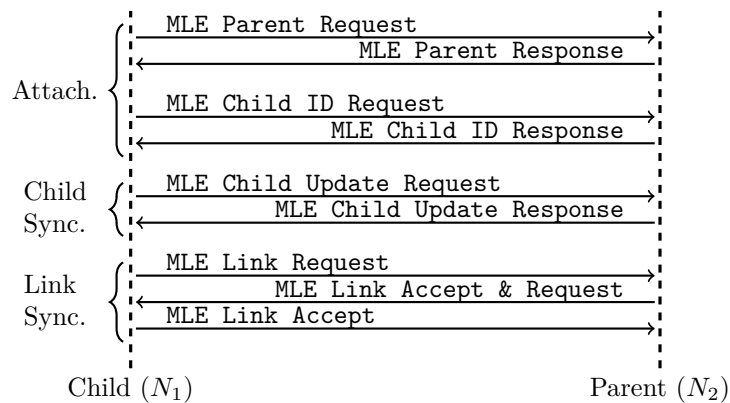 MLE Parent Request
MLE Parent Response
Attach.
MLE Child ID Request
MLE Child ID Response
Child
Sync.
MLE Child Update Request
MLE Child Update Response
Link
Sync.
MLE Link Request
MLE Link Accept & Request
MLE Link Accept
Child (N₁)
Parent (N₂)